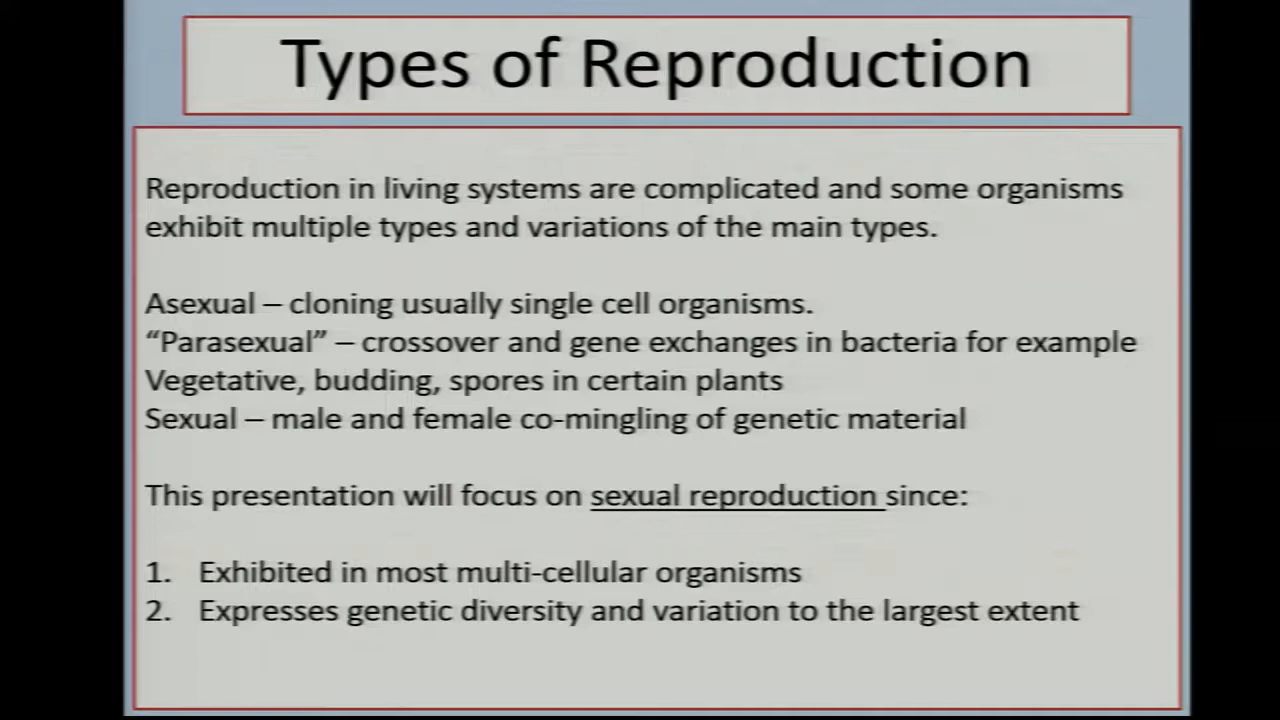 Types of Reproduction
Reproduction in living systems are complicated and some organisms
exhibit multiple types and variations of the main types.
Asexual – cloning usually single cell organisms.
“Parasexual” – crossover and gene exchanges in bacteria for example
Vegetative, budding, spores in certain plants
Sexual – male and female co-mingling of genetic material
This presentation will focus on sexual reproduction since:
1. Exhibited in most multi-cellular organisms
2. Expresses genetic diversity and variation to the largest extent